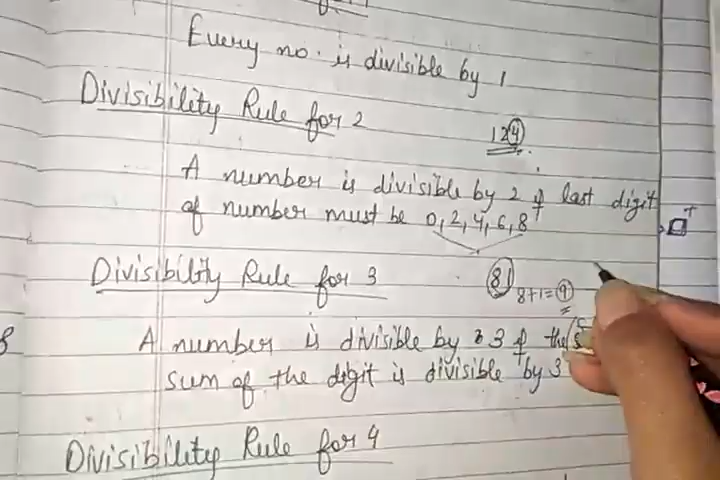 Every no. is divisible by 1
Divisibility Rule for 2
124
A number is divisible by 2 if last digit
of number must be 0, 2, 4, 6, 8
Divisibility Rule for 3
81
8+1=9
A number is divisible by 3 if the
sum of the digit is divisible by 3
Divisibility Rule for 4